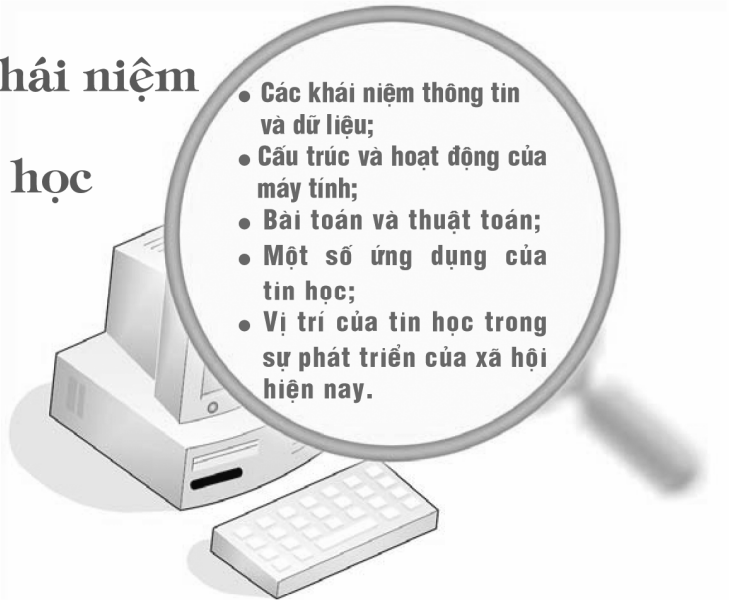 hái niệm
học
• Các khái niệm thông tin
và dữ liệu;
• Cấu trúc và hoạt động của
máy tính;
• Bài toán và thuật toán;
• Một số ứng dụng của
tin học;
• Vị trí của tin học trong
sự phát triển của xã hội
hiện nay.